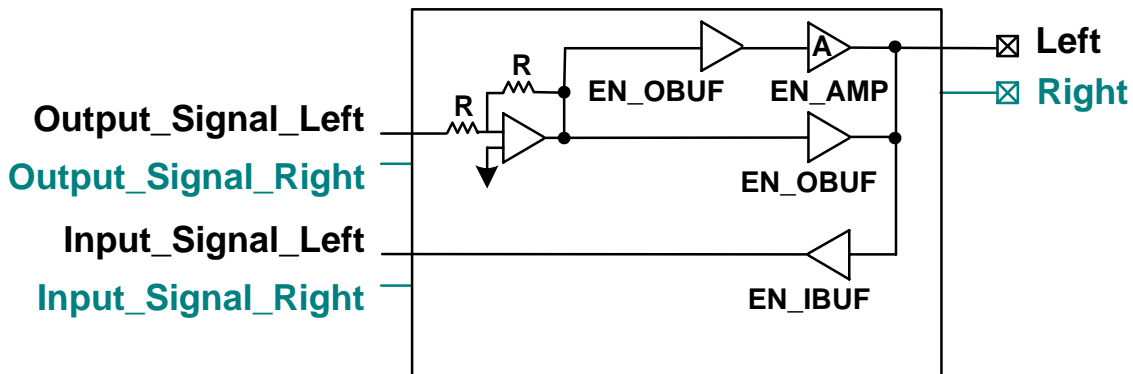 Left
A
R
EN_OBUF
EN_AMP
Right
R
Output_Signal_Left
Output_Signal_Right
EN_OBUF
Input_Signal_Left
Input_Signal_Right
EN_IBUF